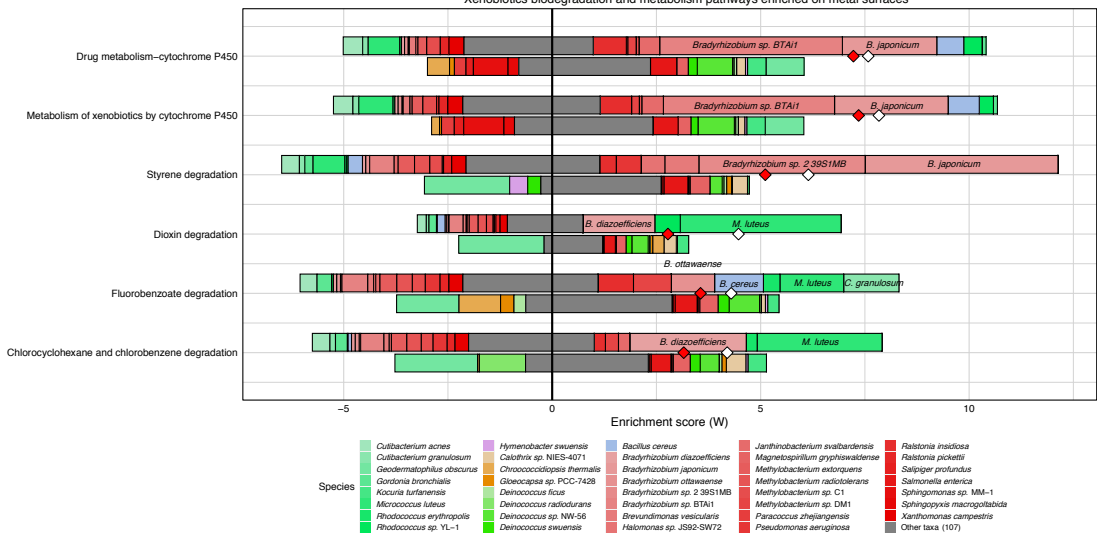 Xenobiotics biodegradation and metabolism pathways enriched on metal surfaces
Drug metabolism−cytochrome P450
Bradyrhizobium sp. BTAi1
B. japonicum
Metabolism of xenobiotics by cytochrome P450
Bradyrhizobium sp. BTAi1
B. japonicum
Styrene degradation
Bradyrhizobium sp. 2 39S1MB
B. japonicum
Dioxin degradation
B. diazoefficiens
M. luteus
B. ottawaense
Fluorobenzoate degradation
B. cereus
M. luteus
C. granulosum
Chlorocyclohexane and chlorobenzene degradation
B. diazoefficiens
M. luteus
−5
0
5
10
Enrichment score (W)
Species
Cutibacterium acnes
Cutibacterium granulosum
Geodermatophilus obscurus
Gordonia bronchialis
Kocuria turfanensis
Micrococcus luteus
Rhodococcus erythropolis
Rhodococcus sp. YL−1
Hymenobacter swuensis
Calothrix sp. NIES-4071
Chroococcidiopsis thermalis
Gloeocapsa sp. PCC-7428
Deinococcus ficus
Deinococcus radiodurans
Deinococcus sp. NW-56
Deinococcus swuensis
Bacillus cereus
Bradyrhizobium diazoefficiens
Bradyrhizobium japonicum
Bradyrhizobium ottawaense
Bradyrhizobium sp. 2 39S1MB
Bradyrhizobium sp. BTAi1
Brevundimonas vesicularis
Halomonas sp. JS92-SW72
Janthinobacterium svalbardensis
Magnetospirillum gryphiswaldense
Methylobacterium extorquens
Methylobacterium radiotolerans
Methylobacterium sp. C1
Methylobacterium sp. DM1
Paracoccus zhejiangensis
Pseudomonas aeruginosa
Ralstonia insidiosa
Ralstonia pickettii
Salipiger profundus
Salmonella enterica
Sphingomonas sp. MM−1
Sphingopyxis macrogoltabida
Xanthomonas campestris
Other taxa (107)